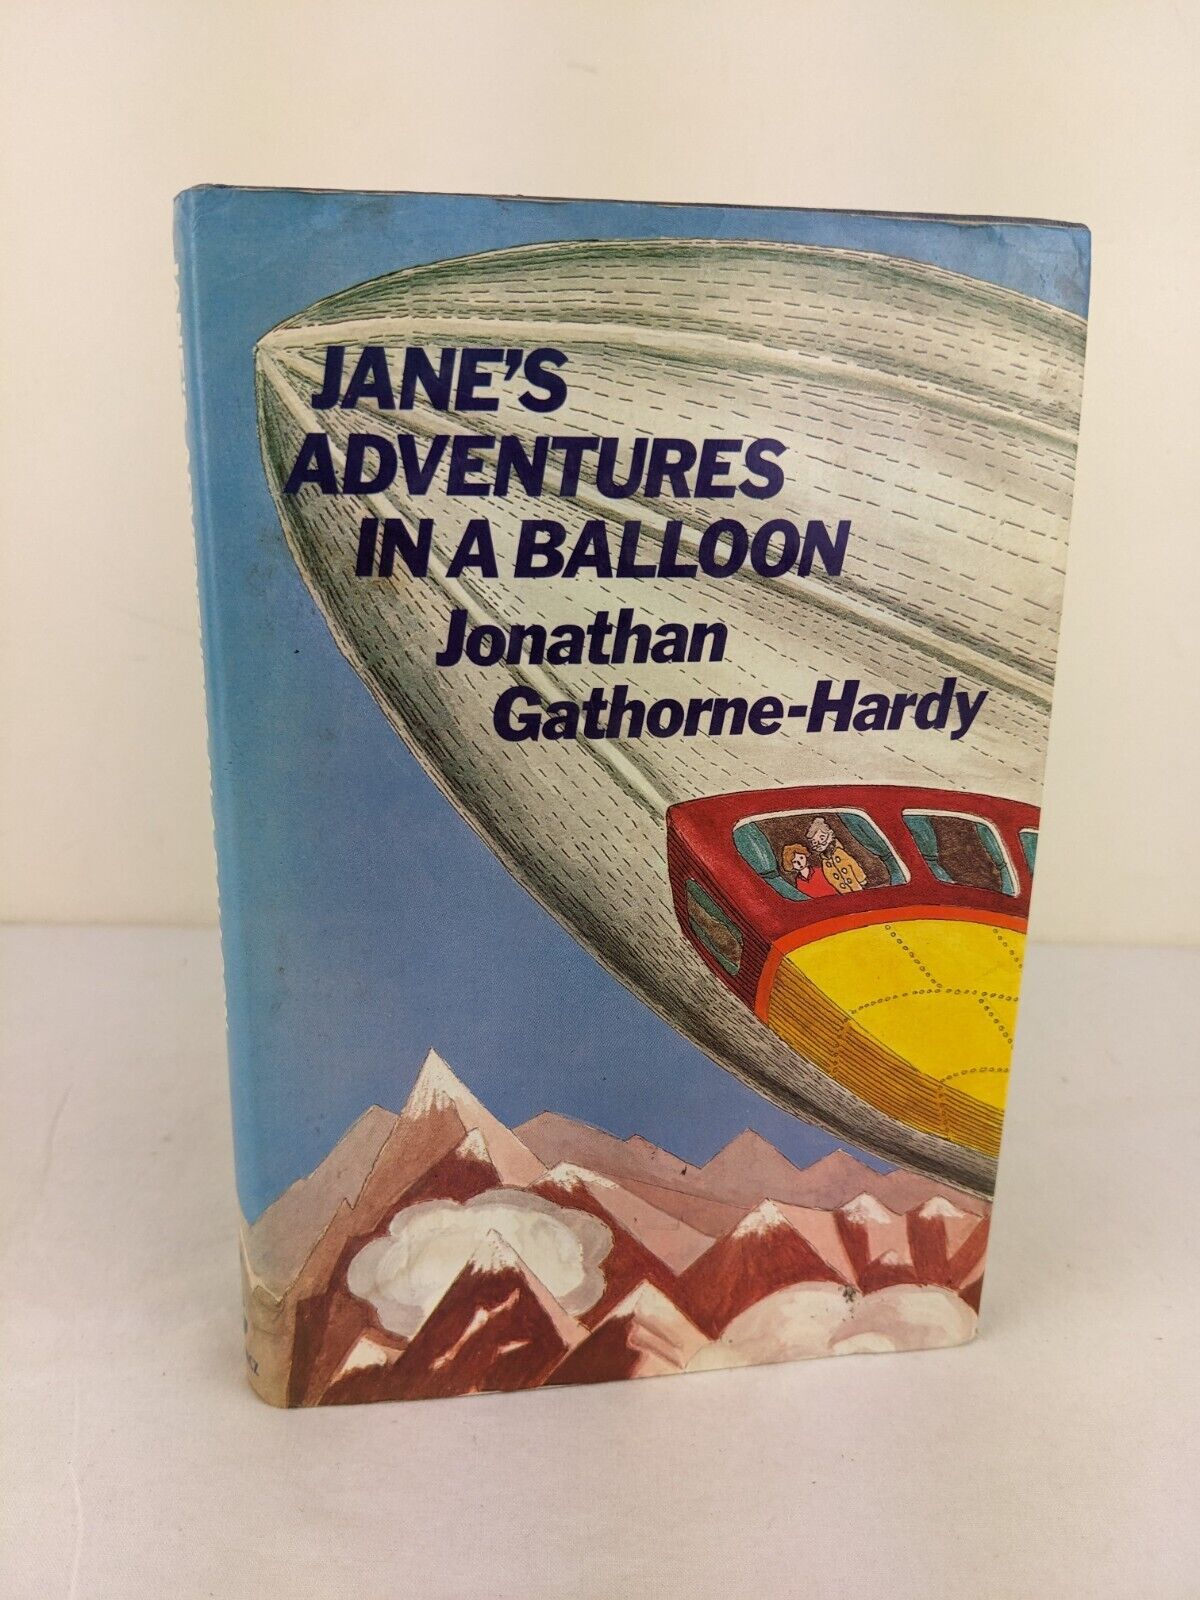 JANE'S
ADVENTURES
IN A BALLOON
Jonathan
Gathorne-Hardy